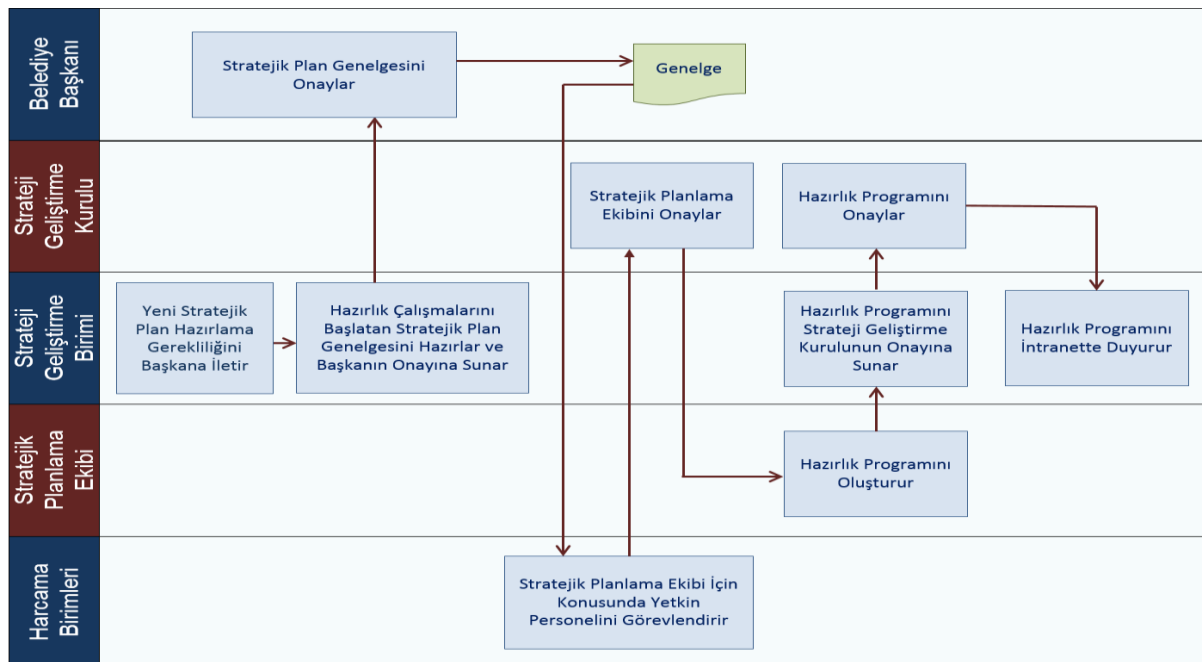 Belediye
Başkanı
Stratejik Plan Genelgesini
Onaylar
Genelge
Strateji
Geliştirme
Kurulu
Stratejik Planlama
Ekibini Onaylar
Hazırlık Programını
Onaylar
Strateji
Geliştirme
Birimi
Yeni Stratejik
Plan Hazırlama
Gerekliliğini
Başkana İletir
Hazırlık Çalışmalarını
Başlatan Stratejik Plan
Genelgesini Hazırlar ve
Başkanın Onayına Sunar
Hazırlık Programını
Strateji Geliştirme
Kurulunun Onayına
Sunar
Hazırlık Programını
İntranette Duyurur
Stratejik
Planlama
Ekibi
Hazırlık Programını
Oluşturur
Harcama
Birimleri
Stratejik Planlama Ekibi İçin
Konusunda Yetkin
Personelini Görevlendirir